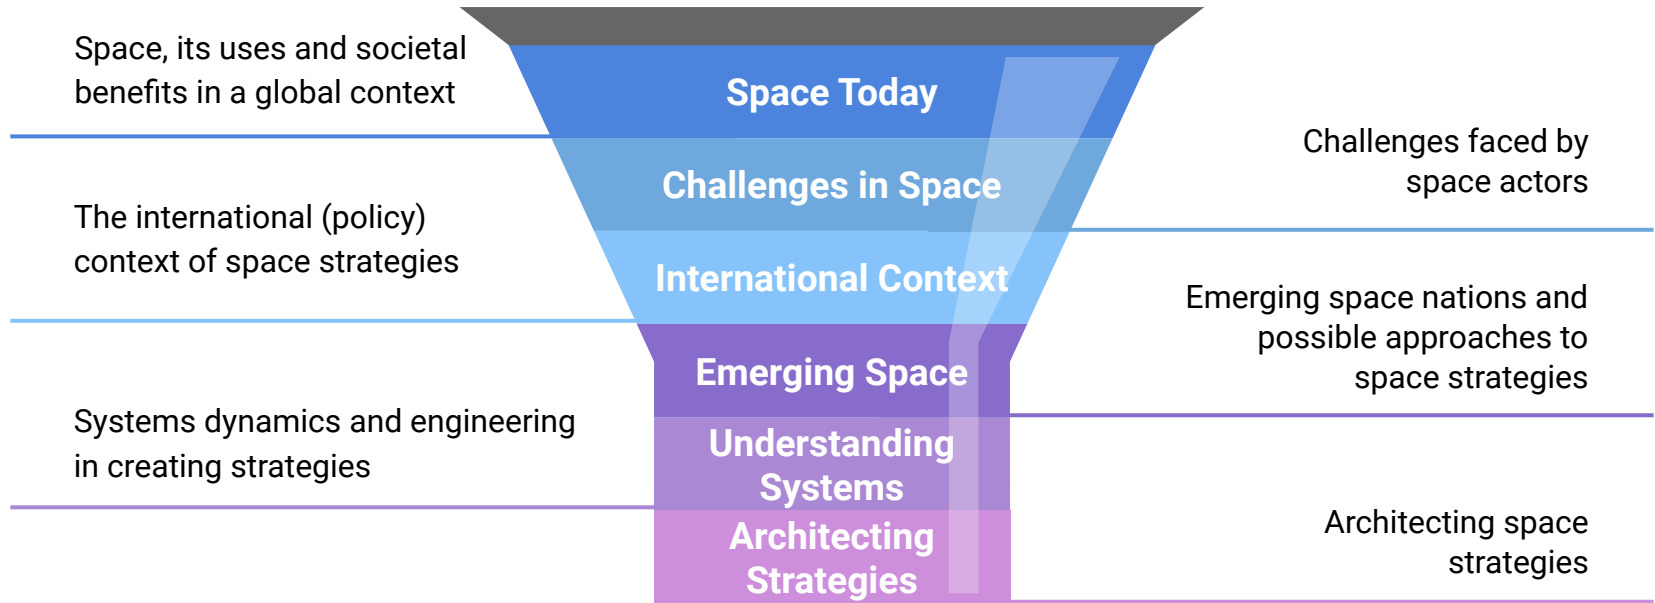 Space, its uses and societal
benefits in a global context
Space Today
Challenges faced by
space actors
Challenges in Space
The international (policy)
context of space strategies
International Context
Emerging space nations and
possible approaches to
space strategies
Emerging Space
Systems dynamics and engineering
in creating strategies
Understanding
Systems
Architecting space
strategies
Architecting
Strategies